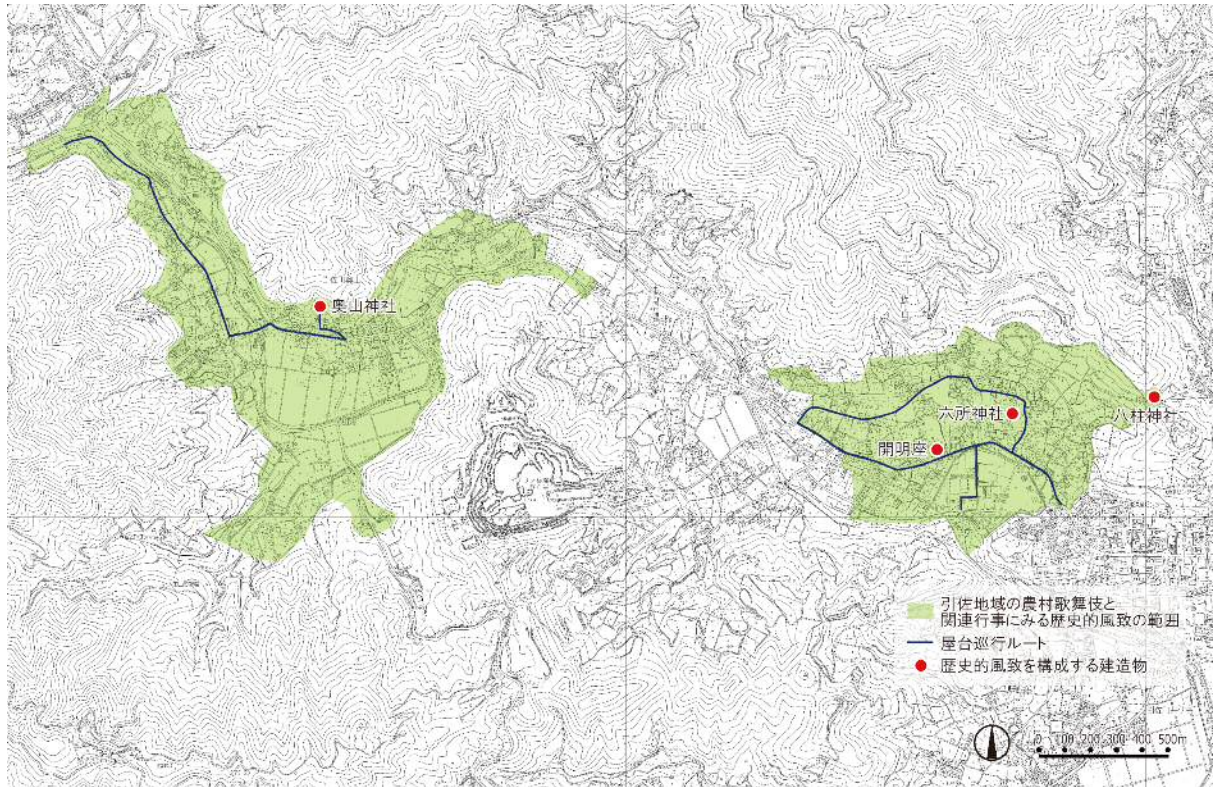 奥山神社
八柱神社
六所神社
開明座
引佐地域の農村歌舞伎と
関連行事にみる歴史的風致の範囲
屋台巡行ルート
歴史的風致を構成する建造物
0 100 200 300 400 500m